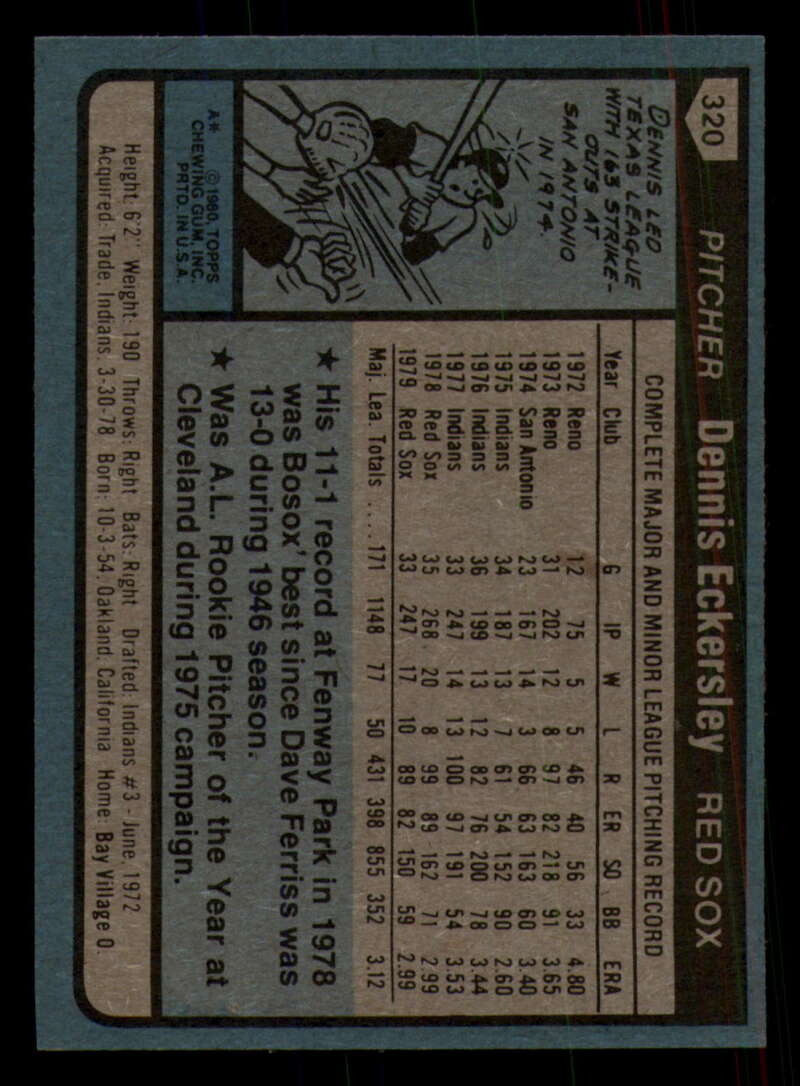 320
PITCHER Dennis Eckersley RED SOX
DENNIS LED
TEXAS LEAGUE
WITH 163 STRIKE-
OUTS AT
SAN ANTONIO
IN 1974.
A* © 1980, TOPPS
CHEWING GUM, INC.
PRTD. IN U.S.A.
COMPLETE MAJOR AND MINOR LEAGUE PITCHING RECORD
Year Club G IP W L R ER SO BB ERA
1972 Reno 12 75 5 5 46 40 56 33 4.80
1973 Reno 31 202 12 8 97 82 218 91 3.65
1974 San Antonio 23 167 14 3 66 63 163 60 3.40
1975 Indians 34 187 13 7 61 54 152 90 2.60
1976 Indians 36 199 13 12 82 76 200 78 3.44
1977 Indians 33 247 14 13 100 97 191 54 3.53
1978 Red Sox 35 268 20 8 99 89 162 71 2.99
1979 Red Sox 33 247 17 10 89 82 150 59 2.99
Maj. Lea. Totals .... 171 1148 77 50 431 398 855 352 3.12
★ His 11-1 record at Fenway Park in 1978
was Bosox' best since Dave Ferriss was
13-0 during 1946 season.
★ Was A.L. Rookie Pitcher of the Year at
Cleveland during 1975 campaign.
Height: 6'2" Weight: 190 Throws: Right Bats: Right Drafted: Indians #3 - June, 1972
Acquired: Trade, Indians, 3-30-78 Born: 10-3-54, Oakland, California Home: Bay Village O.